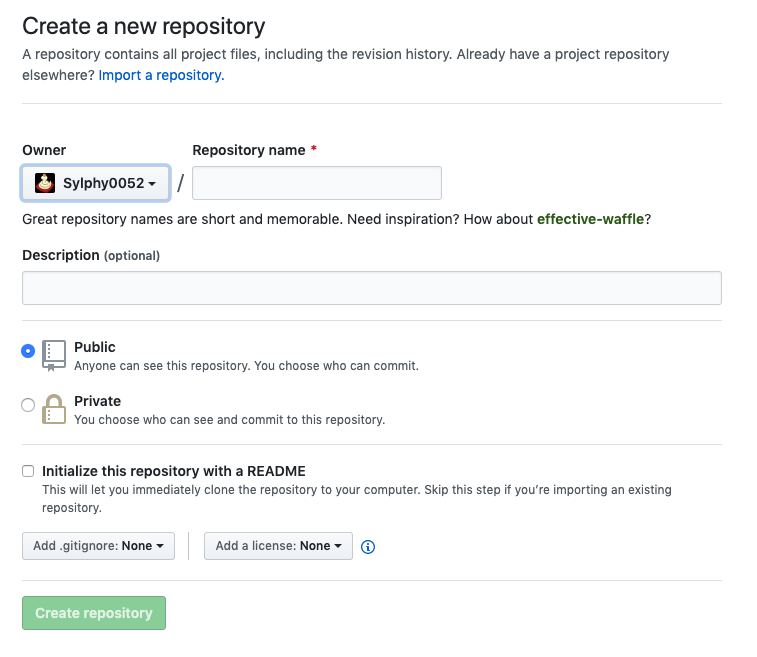 Create a new repository
A repository contains all project files, including the revision history. Already have a project repository
elsewhere? Import a repository.
Owner
Repository name *
Sylphy0052
/
Great repository names are short and memorable. Need inspiration? How about effective-waffle?
Description (optional)
Public
Anyone can see this repository. You choose who can commit.
Private
You choose who can see and commit to this repository.
Initialize this repository with a README
This will let you immediately clone the repository to your computer. Skip this step if you’re importing an existing
repository.
Add .gitignore: None
Add a license: None
Create repository